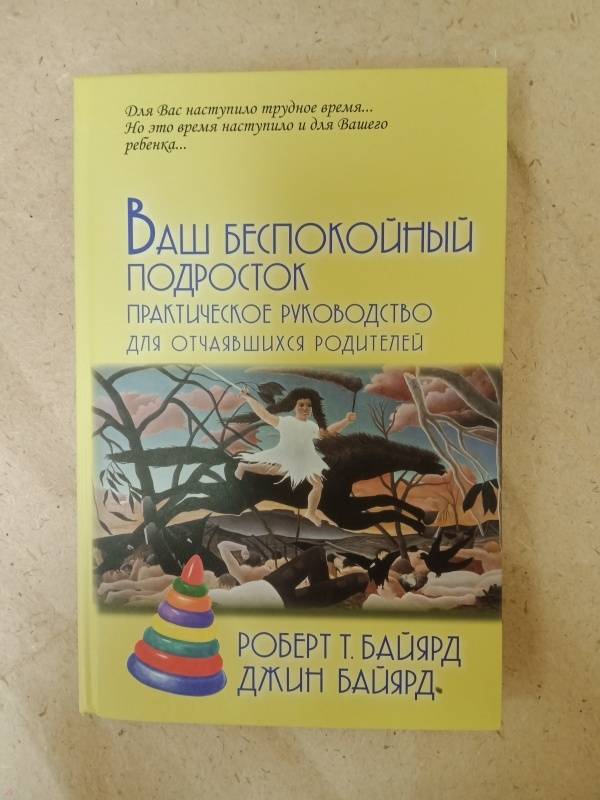 Для Вас наступило трудное время...
Но это время наступило и для Вашего
ребенка...
Ваш беспокойный
подросток
практическое руководство
для отчаявшихся родителей
Роберт Т. Байярд
Джин Байярд